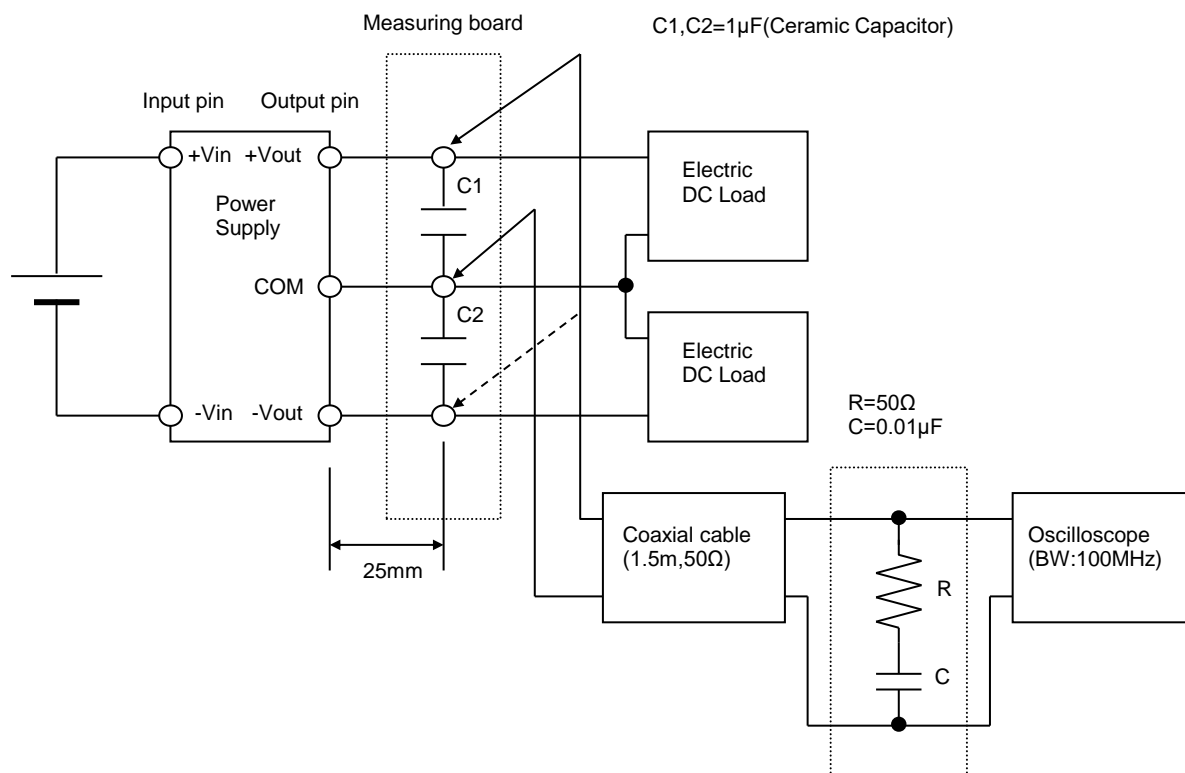 Measuring board
C1,C2=1µF(Ceramic Capacitor)
Input pin
Output pin
+Vin
+Vout
C1
Electric
DC Load
Power
Supply
COM
C2
Electric
DC Load
-Vin
-Vout
R=50Ω
C=0.01µF
25mm
Coaxial cable
(1.5m,50Ω)
Oscilloscope
(BW:100MHz)
R
C